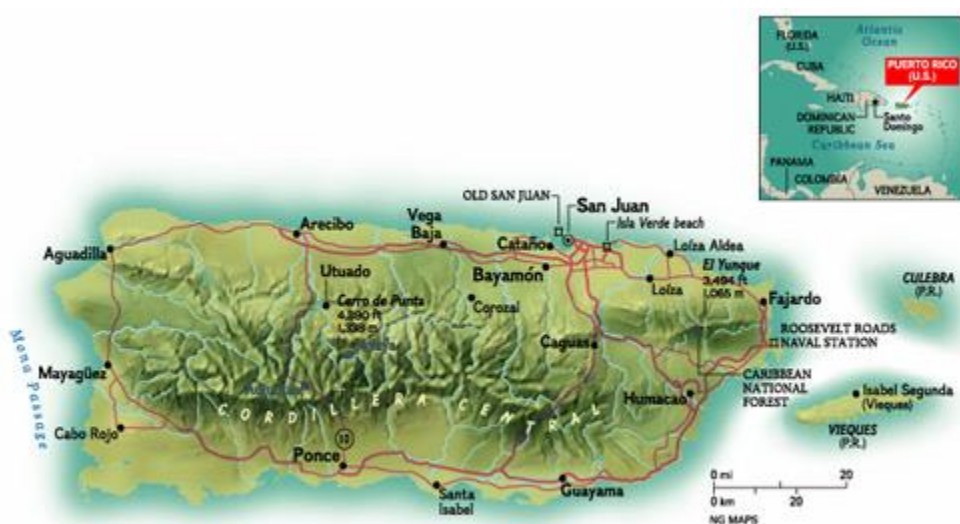 FLORIDA
(U.S.)
Atlantic
Ocean
CUBA
PUERTO RICO
(U.S.)
HAITI
DOMINICAN
REPUBLIC
Santo
Domingo
Caribbean Sea
PANAMA
COLOMBIA
VENEZUELA
OLD SAN JUAN
San Juan
Isla Verde beach
Arecibo
Vega
Baja
Cataño
Loíza Aldea
Aguadilla
Bayamón
El Yunque
3,494 ft
1,065 m
Utuado
Cerro de Punta
4,390 ft
1,338 m
Corozal
Loíza
Fajardo
CULEBRA
(P.R.)
ROOSEVELT ROADS
NAVAL STATION
Caguas
Mona Passage
Mayagüez
CARIBBEAN
NATIONAL
FOREST
Humacao
Isabel Segunda
(Vieques)
VIEQUES
(P.R.)
CORDILLERA CENTRAL
Cabo Rojo
10
Ponce
Santa
Isabel
Guayama
0 mi 20
0 km 20
NG MAPS